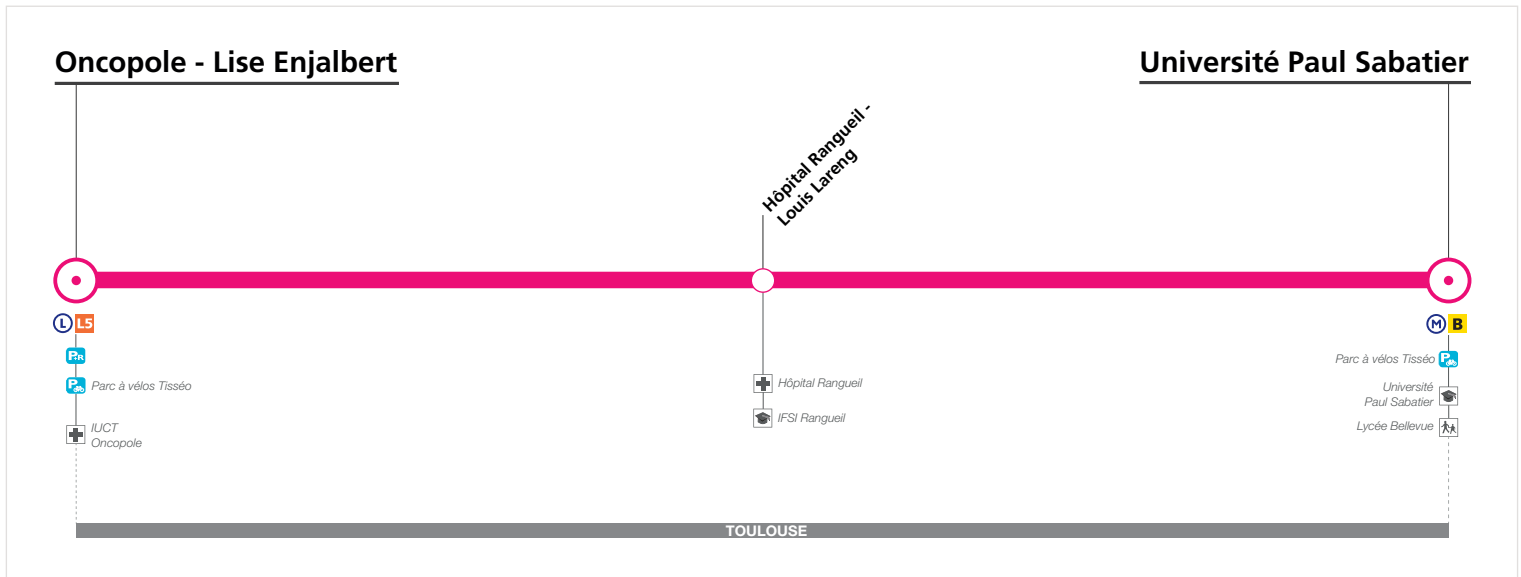 Oncopole - Lise Enjalbert
Université Paul Sabatier
Hôpital Rangueil -
Louis Lareng
L L5
M B
P+R
P
Parc à vélos Tisséo
IUCT
Oncopole
Hôpital Rangueil
IFSI Rangueil
Parc à vélos Tisséo
P
Université
Paul Sabatier
Lycée Bellevue
TOULOUSE